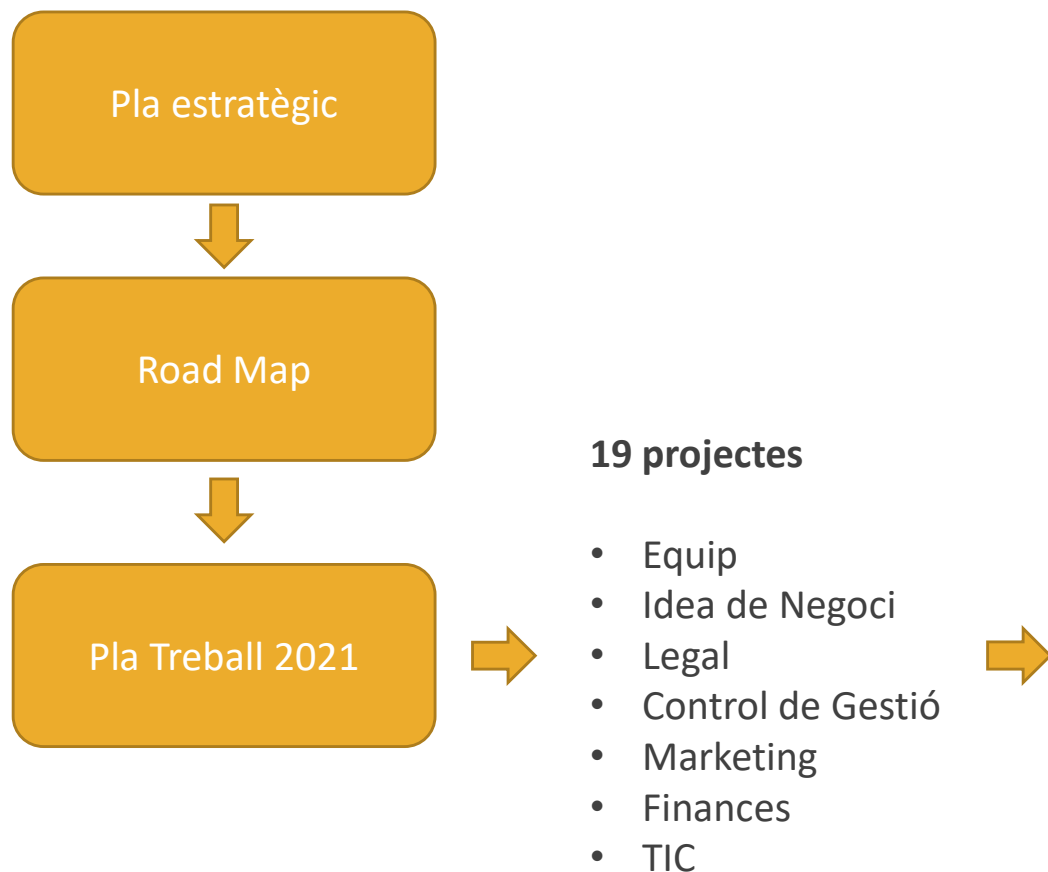 Pla estratègic
Road Map
Pla Treball 2021
19 projectes
• Equip
• Idea de Negoci
• Legal
• Control de Gestió
• Marketing
• Finances
• TIC